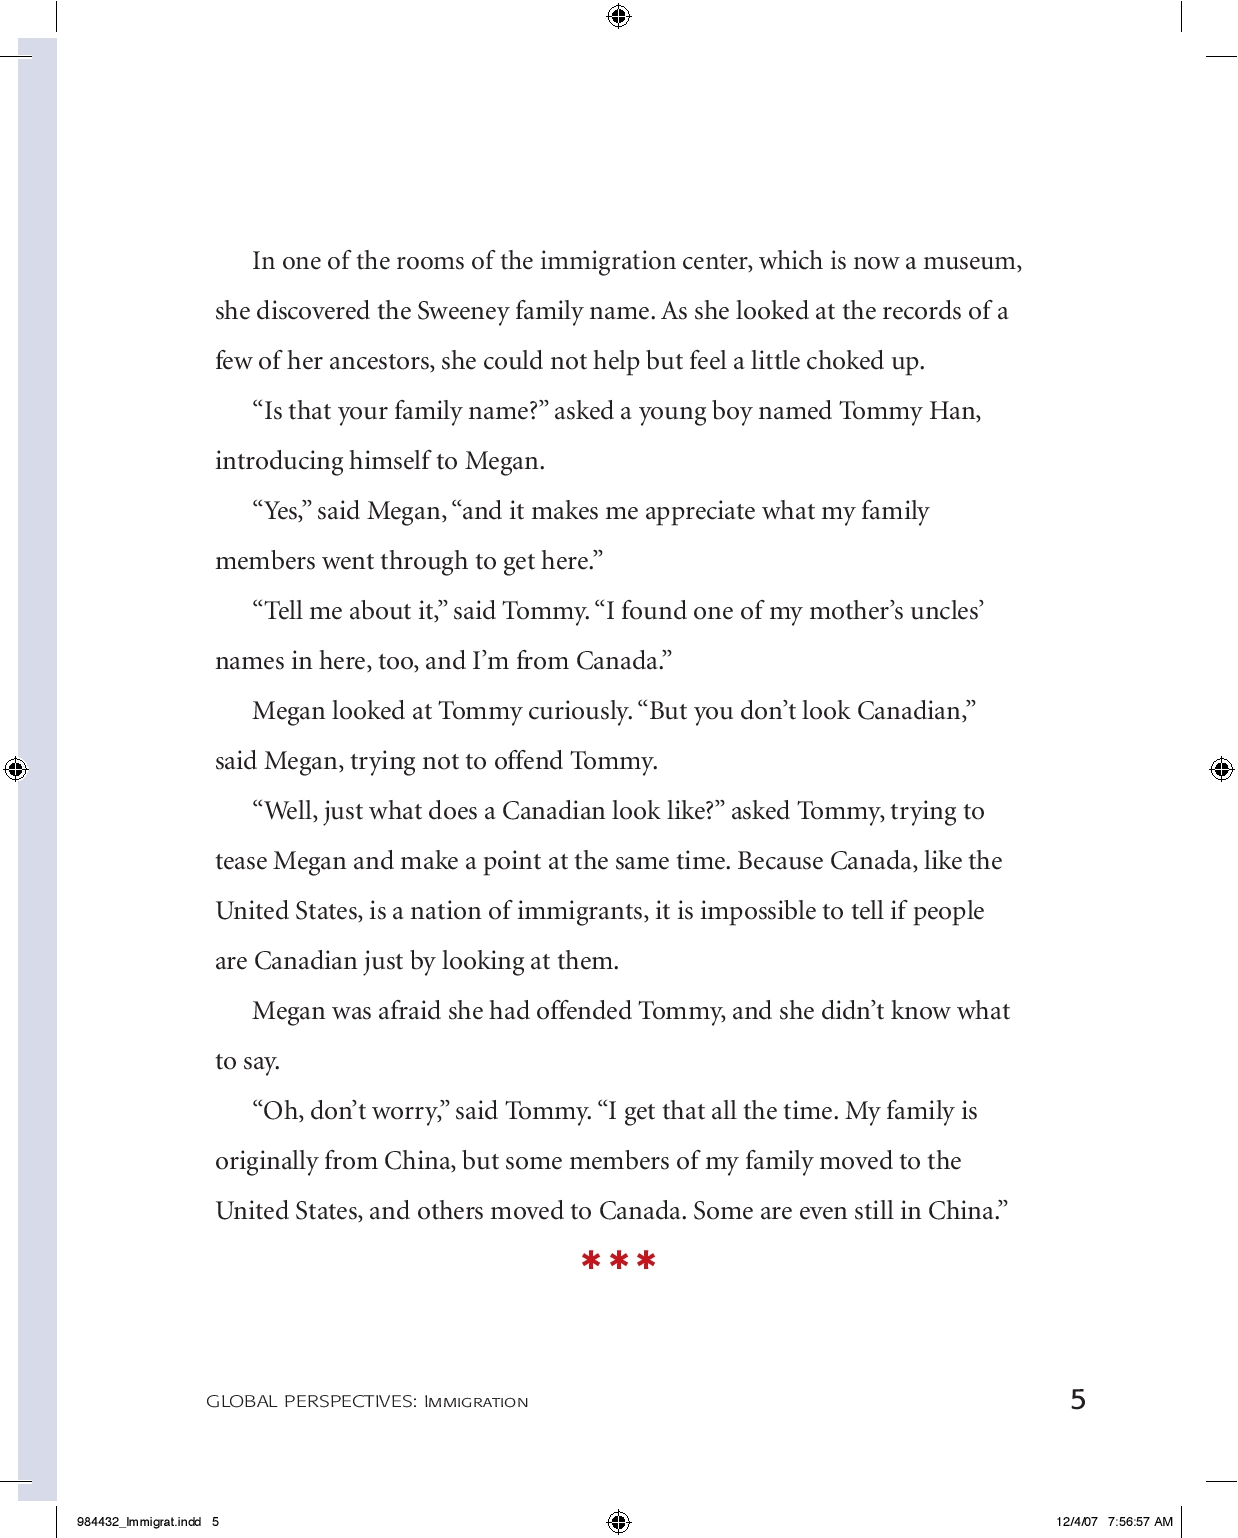 In one of the rooms of the immigration center, which is now a museum,
she discovered the Sweeney family name. As she looked at the records of a
few of her ancestors, she could not help but feel a little choked up.
“Is that your family name?” asked a young boy named Tommy Han,
introducing himself to Megan.
“Yes,” said Megan, “and it makes me appreciate what my family
members went through to get here.”
“Tell me about it,” said Tommy. “I found one of my mother’s uncles’
names in here, too, and I’m from Canada.”
Megan looked at Tommy curiously. “But you don’t look Canadian,”
said Megan, trying not to offend Tommy.
“Well, just what does a Canadian look like?” asked Tommy, trying to
tease Megan and make a point at the same time. Because Canada, like the
United States, is a nation of immigrants, it is impossible to tell if people
are Canadian just by looking at them.
Megan was afraid she had offended Tommy, and she didn’t know what
to say.
“Oh, don’t worry,” said Tommy. “I get that all the time. My family is
originally from China, but some members of my family moved to the
United States, and others moved to Canada. Some are even still in China.”
* * *
GLOBAL PERSPECTIVES: Immigration 5
984432_Immigrat.indd 5 12/4/07 7:56:57 AM